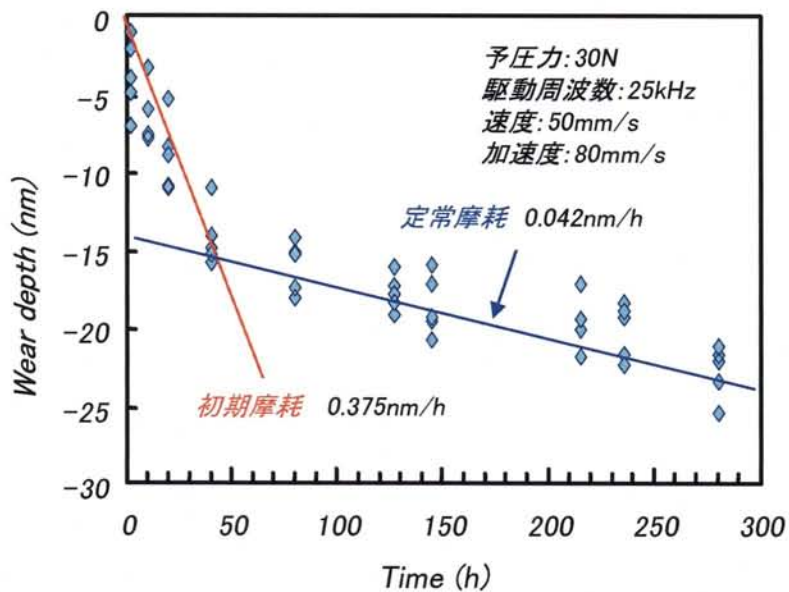 0
-5
-10
-15
-20
-25
-30
Wear depth (nm)
予圧力:30N
駆動周波数:25kHz
速度:50mm/s
加速度:80mm/s
定常摩耗 0.042nm/h
初期摩耗 0.375nm/h
0 50 100 150 200 250 300
Time (h)